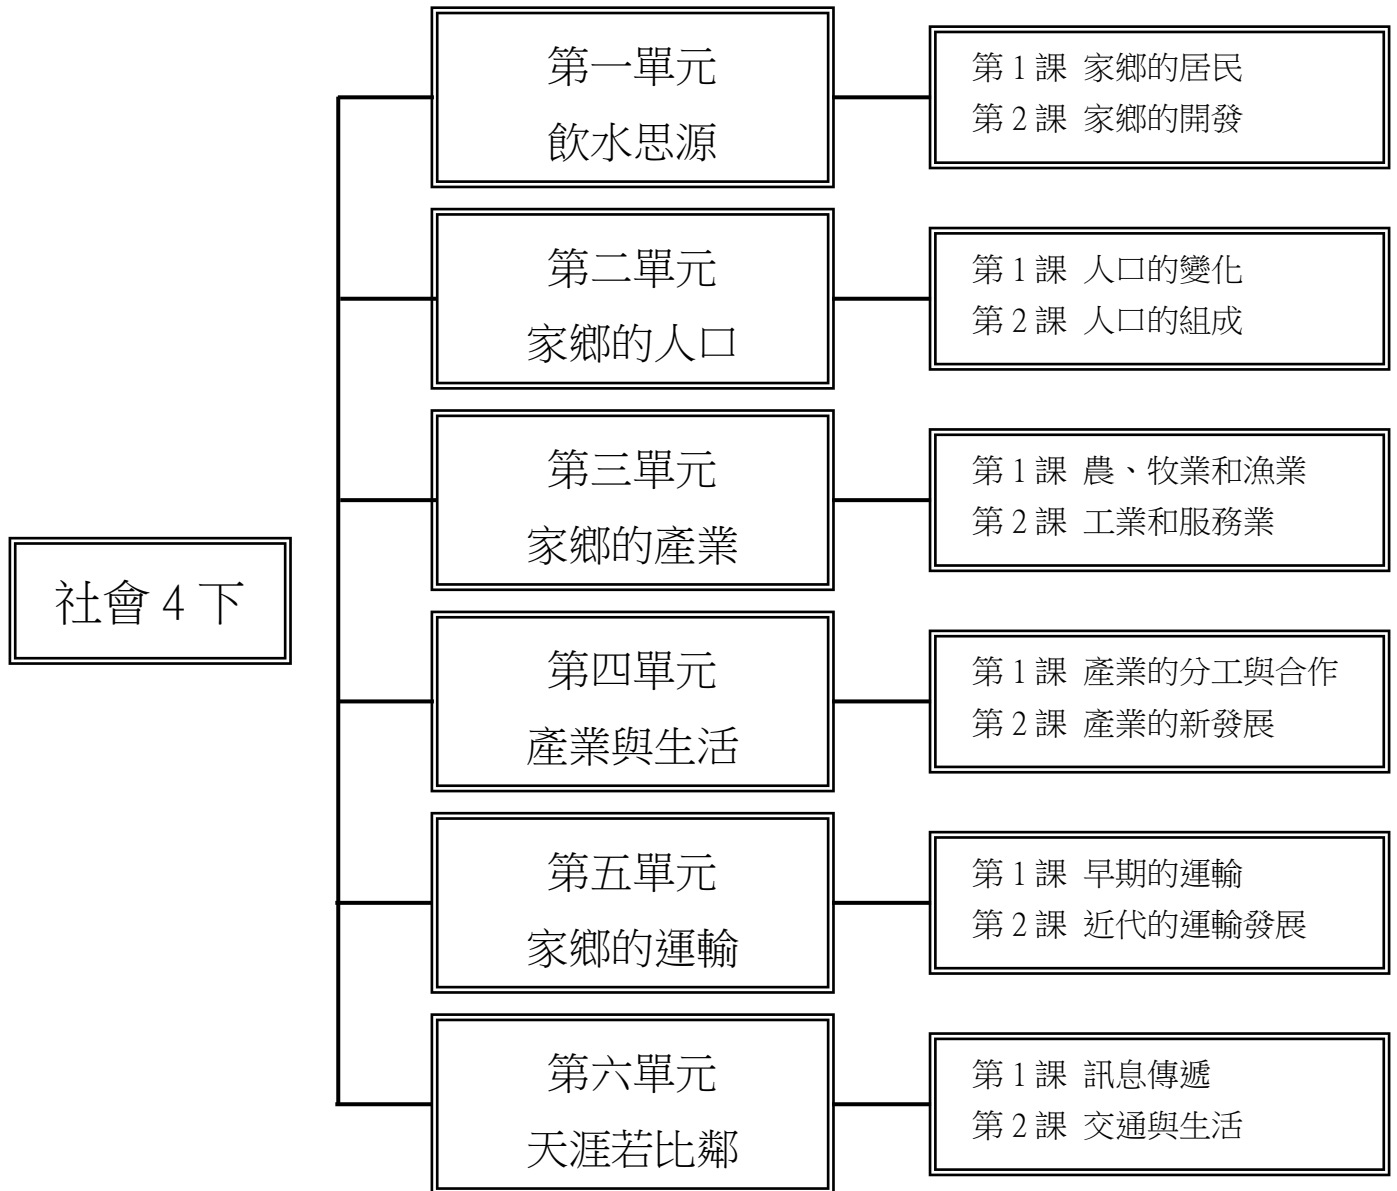 社會4下
第一單元
飲水思源
第1課 家鄉的居民
第2課 家鄉的開發
第二單元
家鄉的人口
第1課 人口的變化
第2課 人口的組成
第三單元
家鄉的產業
第1課 農、牧業和漁業
第2課 工業和服務業
第四單元
產業與生活
第1課 產業的分工與合作
第2課 產業的新發展
第五單元
家鄉的運輸
第1課 早期的運輸
第2課 近代的運輸發展
第六單元
天涯若比鄰
第1課 訊息傳遞
第2課 交通與生活